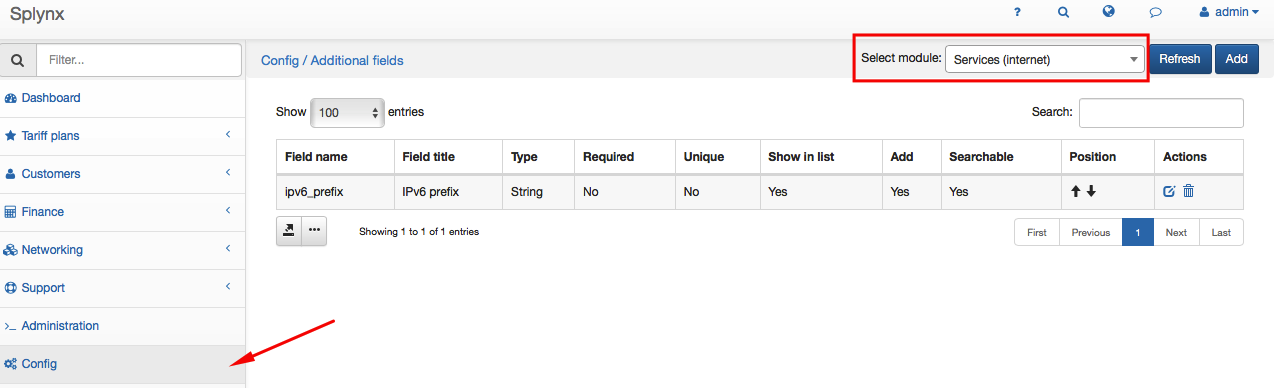 Splynx
? admin
Filter...
Config / Additional fields
Select module: Services (internet) Refresh Add
Dashboard
Tariff plans
Customers
Finance
Networking
Support
Administration
Config
Show 100 entries
Search:
Field name Field title Type Required Unique Show in list Add Searchable Position Actions
ipv6_prefix IPv6 prefix String No No Yes Yes Yes
Showing 1 to 1 of 1 entries
First Previous 1 Next Last